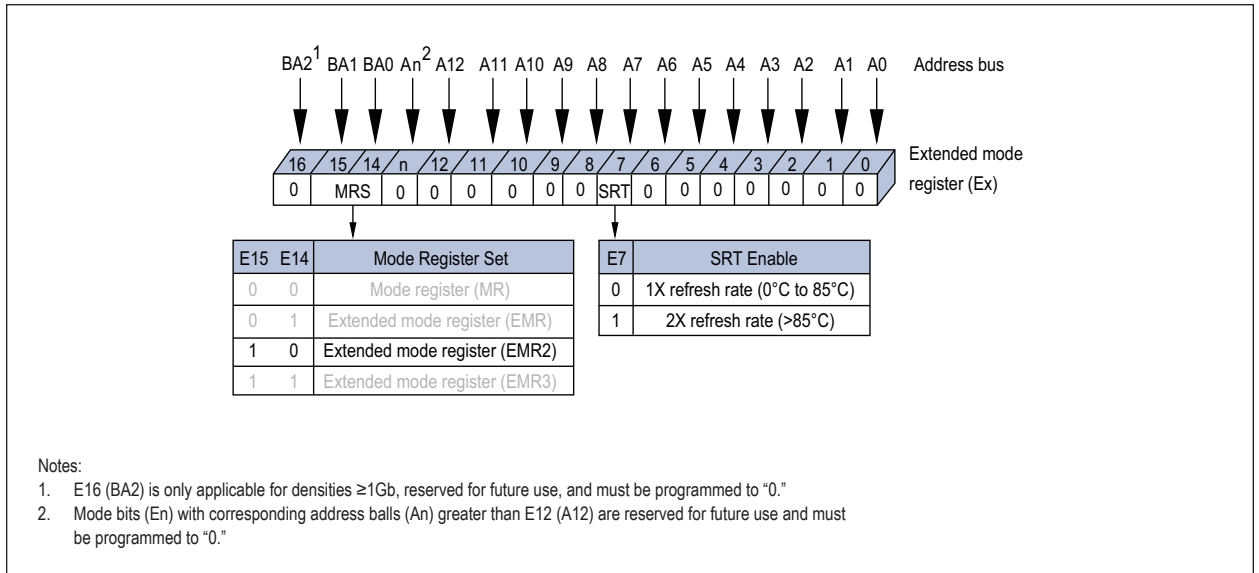 BA2¹ BA1 BA0 An² A12 A11 A10 A9 A8 A7 A6 A5 A4 A3 A2 A1 A0 Address bus
16 15 14 n 12 11 10 9 8 7 6 5 4 3 2 1 0 Extended mode
0 MRS 0 0 0 0 0 0 SRT 0 0 0 0 0 0 0 register (Ex)
E15 E14 Mode Register Set
0 0 Mode register (MR)
0 1 Extended mode register (EMR)
1 0 Extended mode register (EMR2)
1 1 Extended mode register (EMR3)
E7 SRT Enable
0 1X refresh rate (0°C to 85°C)
1 2X refresh rate (>85°C)
Notes:
1. E16 (BA2) is only applicable for densities ≥1Gb, reserved for future use, and must be programmed to “0.”
2. Mode bits (En) with corresponding address balls (An) greater than E12 (A12) are reserved for future use and must
be programmed to “0.”